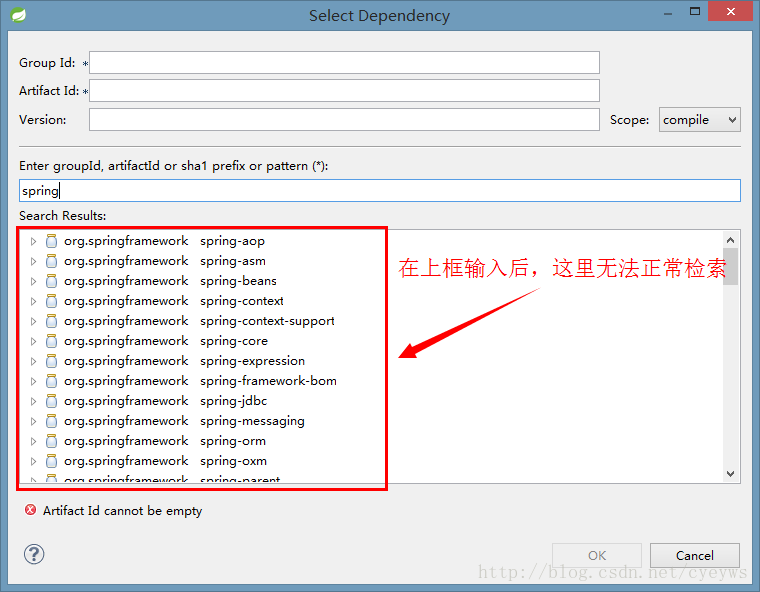 Select Dependency
Group Id: *
Artifact Id: *
Version:
Scope: compile
Enter groupId, artifactId or sha1 prefix or pattern (*):
spring
Search Results:
org.springframework spring-aop
org.springframework spring-asm
org.springframework spring-beans
org.springframework spring-context
org.springframework spring-context-support
org.springframework spring-core
org.springframework spring-expression
org.springframework spring-framework-bom
org.springframework spring-jdbc
org.springframework spring-messaging
org.springframework spring-orm
org.springframework spring-oxm
org.springframework spring-parent
在上框输入后，这里无法正常检索
Artifact Id cannot be empty
?
OK Cancel
http://blog.csdn.net/cyeyws